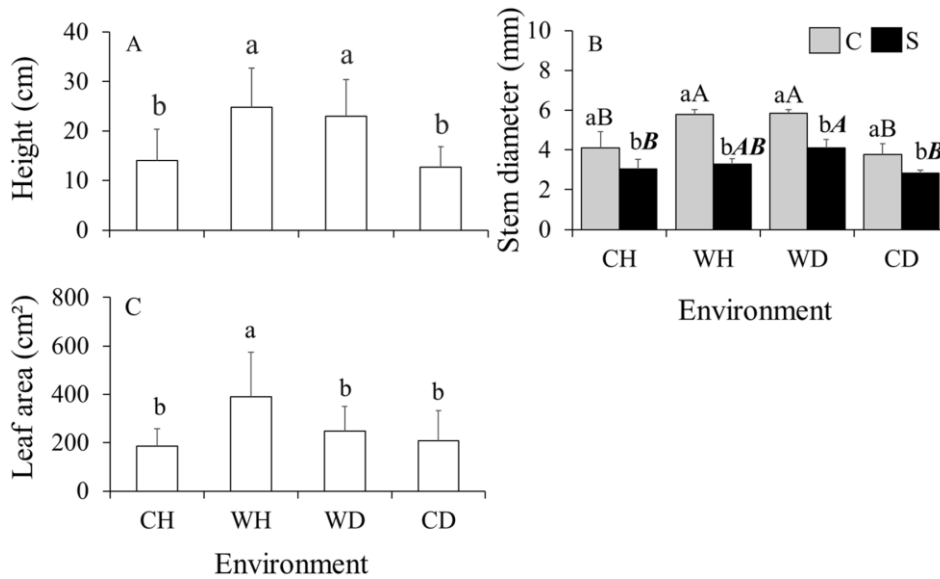 A
Height (cm)
40
30
20
10
0
b
a
a
b
B
C
S
Stem diameter (mm)
10
8
6
4
2
0
aB
bB
aA
bAB
aA
bA
aB
bB
CH
WH
WD
CD
Environment
C
Leaf area (cm²)
800
600
400
200
0
b
a
b
b
CH
WH
WD
CD
Environment